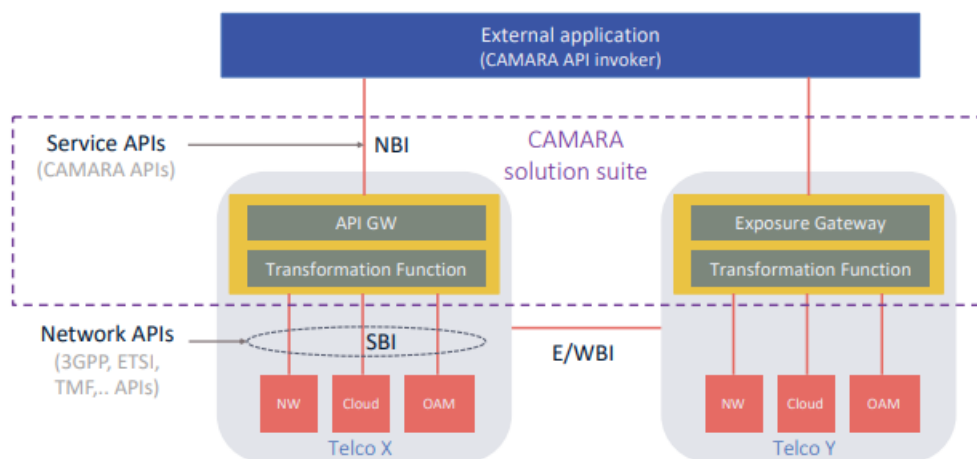 External application
(CAMARA API invoker)
Service APIs
(CAMARA APIs)
NBI
CAMARA
solution suite
API GW
Transformation Function
Exposure Gateway
Transformation Function
Network APIs
(3GPP, ETSI,
TMF,.. APIs)
SBI
E/WBI
NW
Cloud
OAM
NW
Cloud
OAM
Telco X
Telco Y